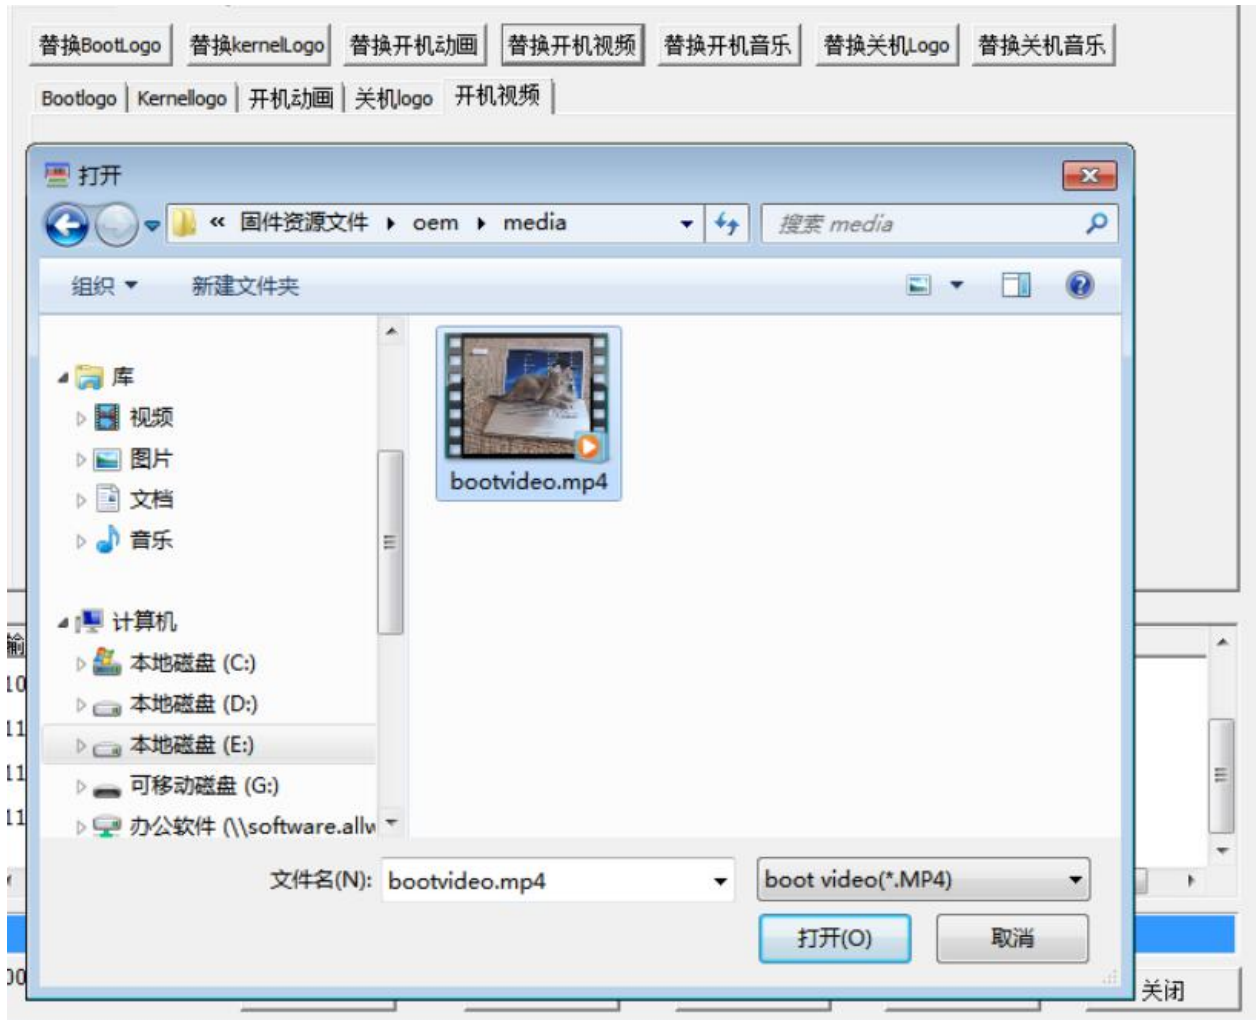 替换BootLogo 替换kernelLogo 替换开机动画 替换开机视频 替换开机音乐 替换关机Logo 替换关机音乐
Bootlogo Kernellogo 开机动画 关机logo 开机视频
打开
« 固件资源文件 oem media 搜索 media
组织 新建文件夹
库
视频
图片
文档
音乐
bootvideo.mp4
计算机
本地磁盘 (C:)
本地磁盘 (D:)
本地磁盘 (E:)
可移动磁盘 (G:)
办公软件 (\\software.allw
输
10
11
11
11
文件名(N): bootvideo.mp4 boot video(*.MP4)
打开(O) 取消
00
关闭